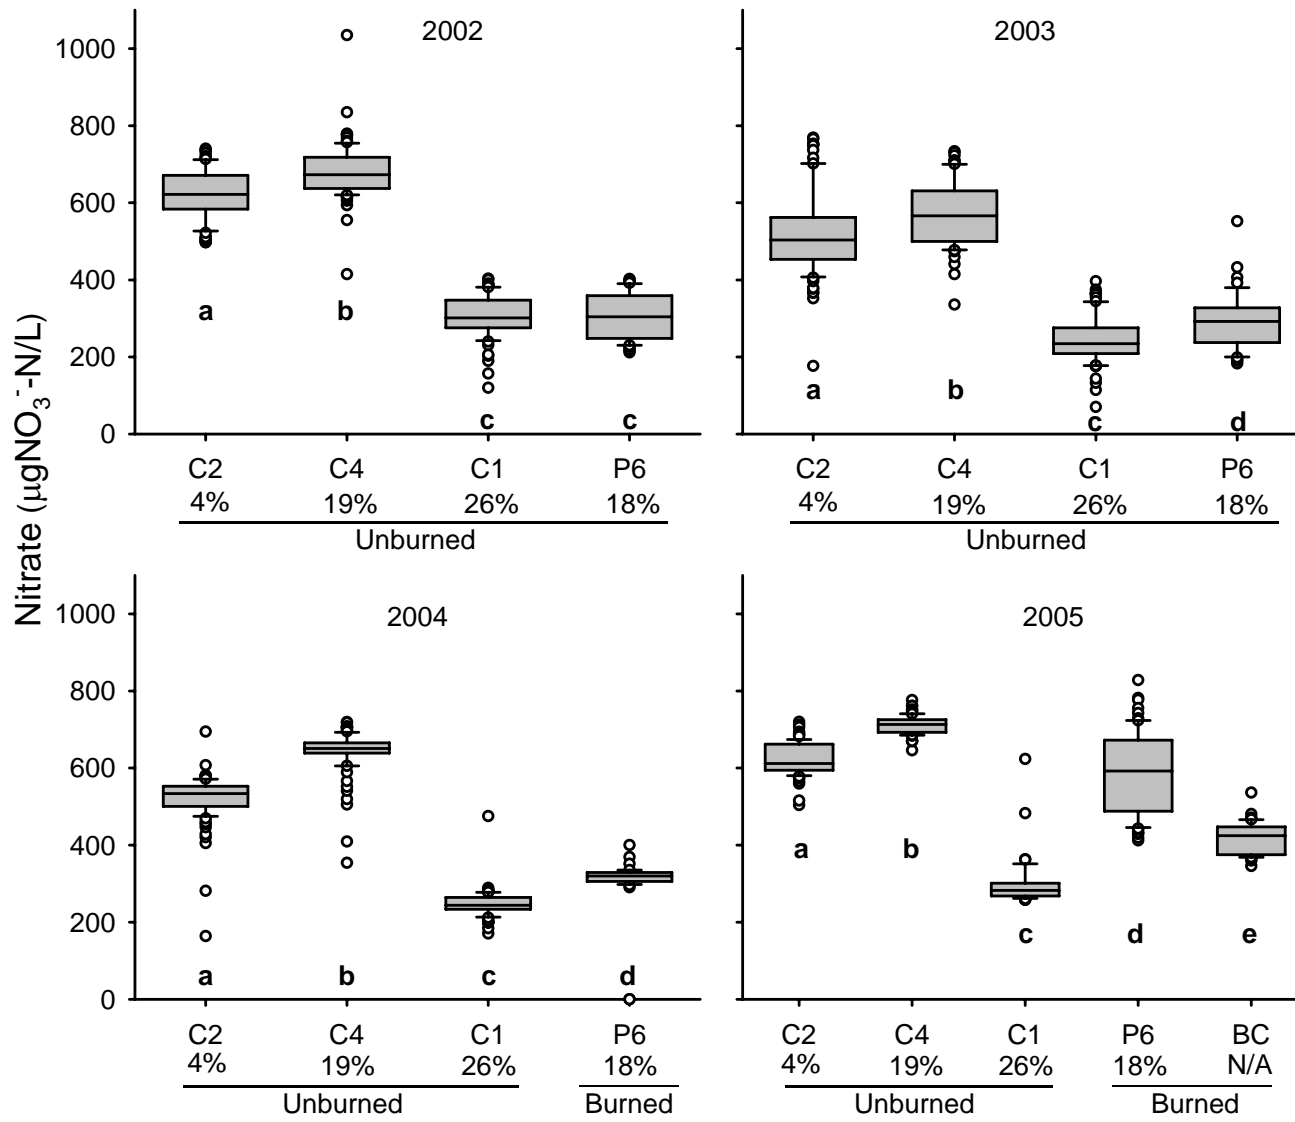 Nitrate (µgNO3⁻-N/L)
2002
1000
800
600
400
200
0
a
b
c
c
C2 C4 C1 P6
4% 19% 26% 18%
Unburned
2003
a
b
c
d
C2 C4 C1 P6
4% 19% 26% 18%
Unburned
2004
1000
800
600
400
200
0
a b c d
C2 C4 C1 P6
4% 19% 26% 18%
Unburned Burned
2005
a b
c d e
C2 C4 C1 P6 BC
4% 19% 26% 18% N/A
Unburned Burned